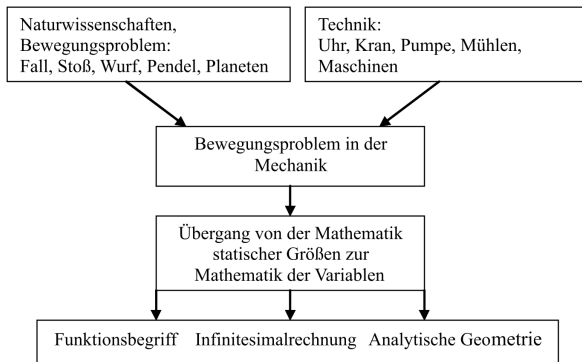 Naturwissenschaften,
Bewegungsproblem:
Fall, Stoß, Wurf, Pendel, Planeten
Technik:
Uhr, Kran, Pumpe, Mühlen,
Maschinen
Bewegungsproblem in der
Mechanik
Übergang von der Mathematik
statischer Größen zur
Mathematik der Variablen
Funktionsbegriff Infinitesimalrechnung Analytische Geometrie